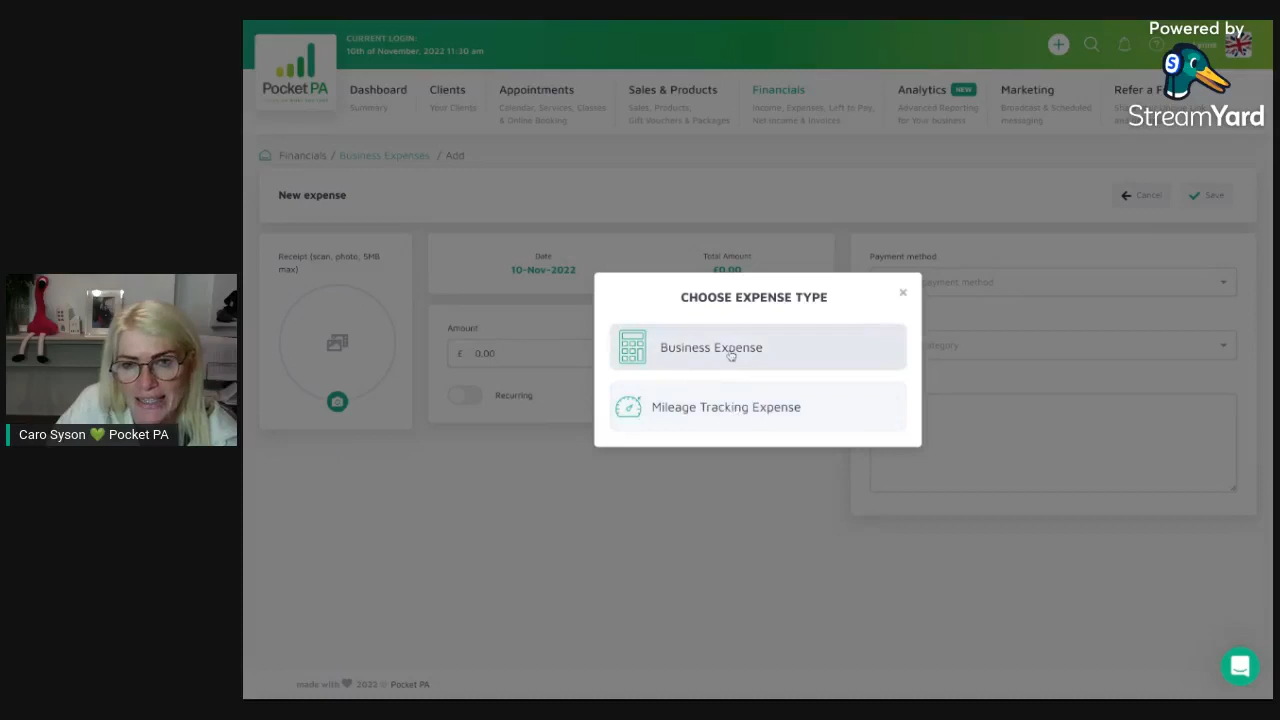 Powered by
StreamYard
CURRENT LOGIN:
10th of November, 2022 11:30 am
Pocket PA
Dashboard
Summary
Clients
Your Clients
Appointments
Calendar, Services, Classes
& Online Booking
Sales & Products
Sales, Products,
Gift Vouchers & Packages
Financials
Income, Expenses, Left to Pay,
Net Income & Invoices
Analytics NEW
Advanced Reporting
for Your business
Marketing
Broadcast & Scheduled
messaging
Refer a F
Financials / Business Expenses / Add
New expense
Cancel
Save
Receipt (scan, photo, 5MB
max)
Date
10-Nov-2022
Total Amount
£0.00
Payment method
payment method
CHOOSE EXPENSE TYPE
×
Business Expense
Mileage Tracking Expense
Amount
£ 0.00
Recurring
category
Caro Syson 💚 Pocket PA
made with ♥ 2022 © Pocket PA